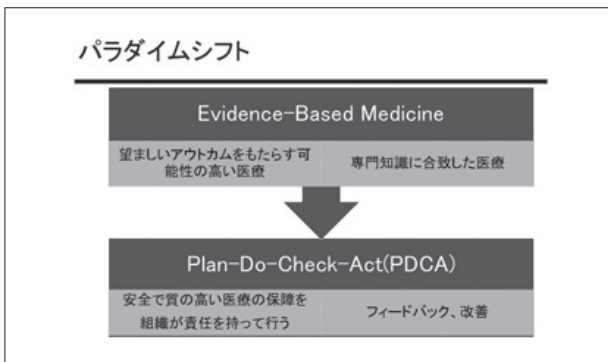 パラダイムシフト
Evidence-Based Medicine
望ましいアウトカムをもたらす可
能性の高い医療
専門知識に合致した医療
Plan-Do-Check-Act(PDCA)
安全で質の高い医療の保障を
組織が責任を持って行う
フィードバック、改善